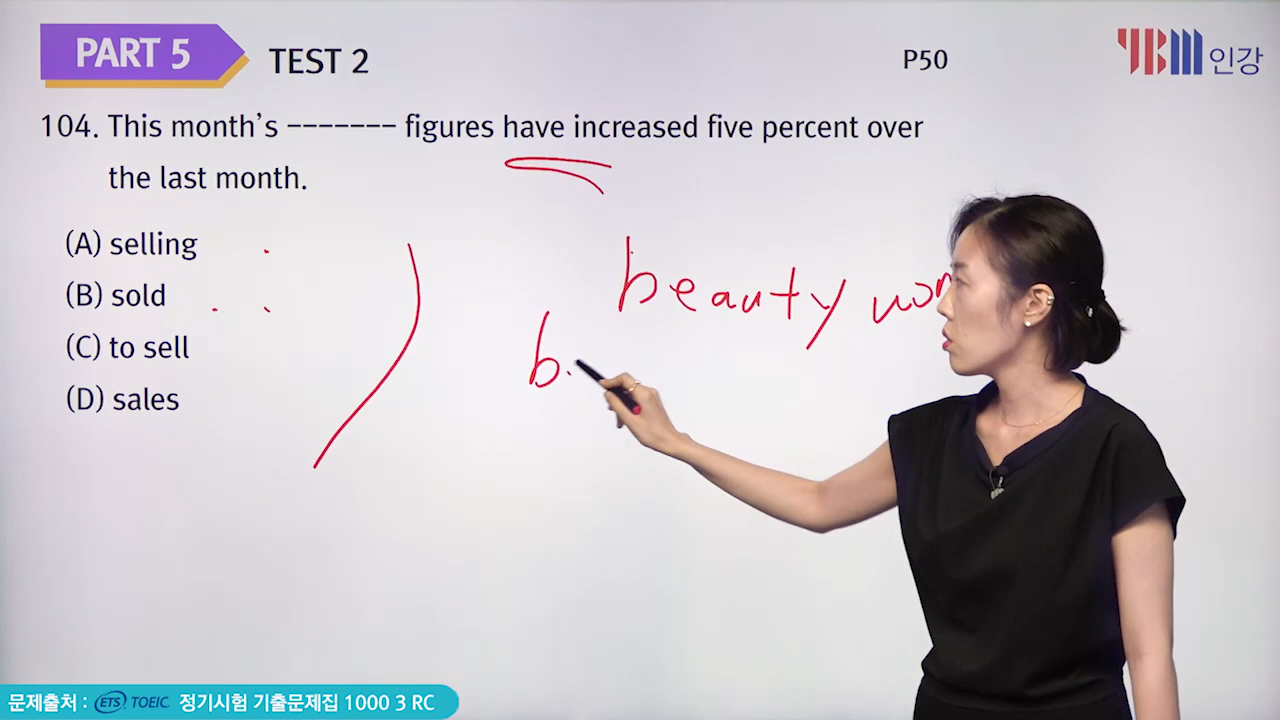 PART 5
TEST 2
P50
YBM 인강
104. This month's ------- figures have increased five percent over
the last month.
(A) selling
(B) sold
(C) to sell
(D) sales
beauty
b
문제출처 : ETS TOEIC 정기시험 기출문제집 1000 3 RC